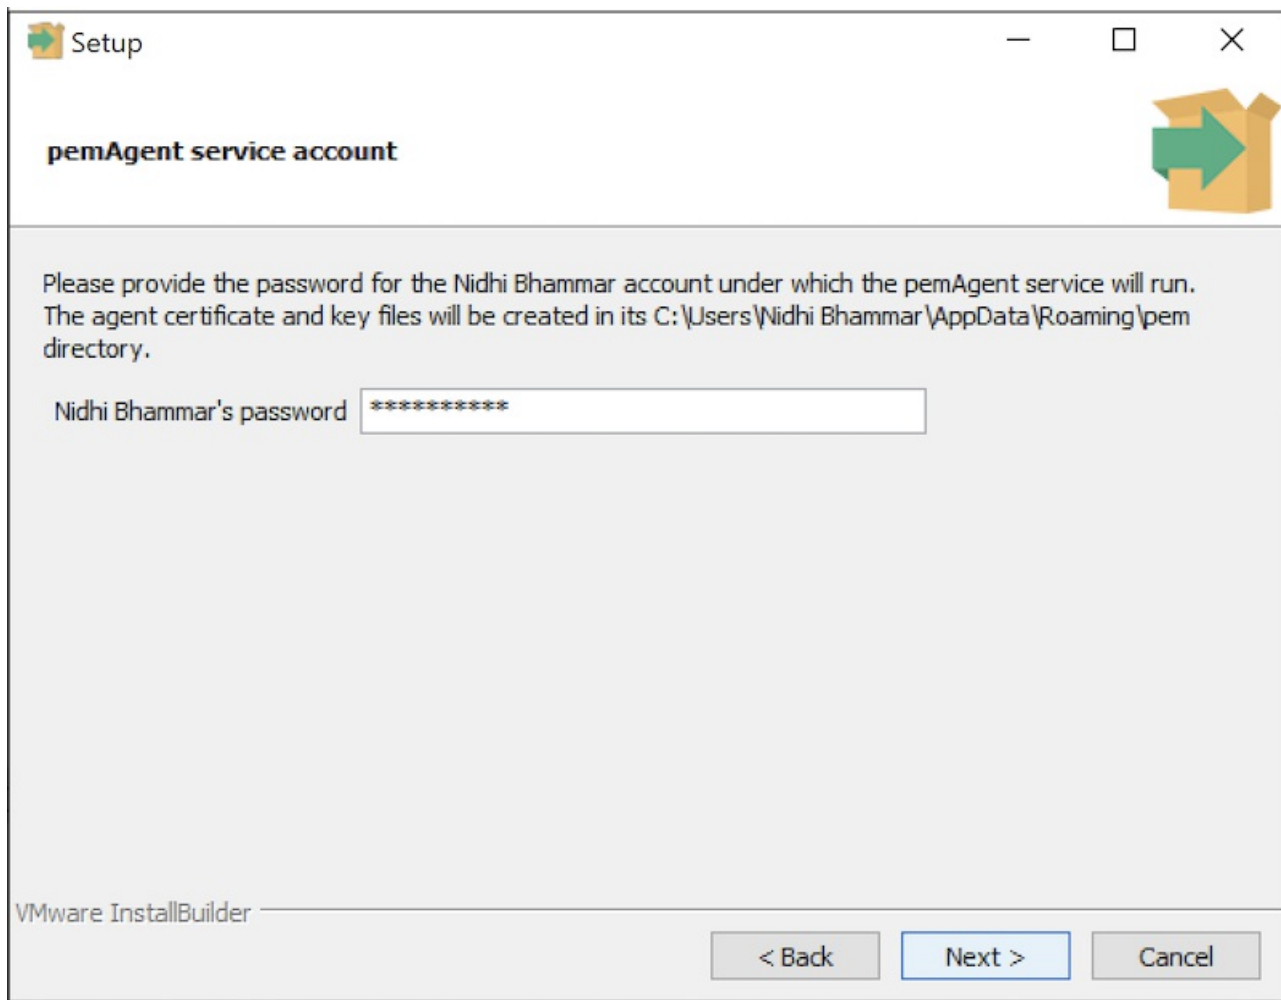 Setup
pemAgent service account
Please provide the password for the Nidhi Bhammar account under which the pemAgent service will run.
The agent certificate and key files will be created in its C:\Users\Nidhi Bhammar\AppData\Roaming\pem
directory.
Nidhi Bhammar's password **********
VMware InstallBuilder
< Back Next > Cancel